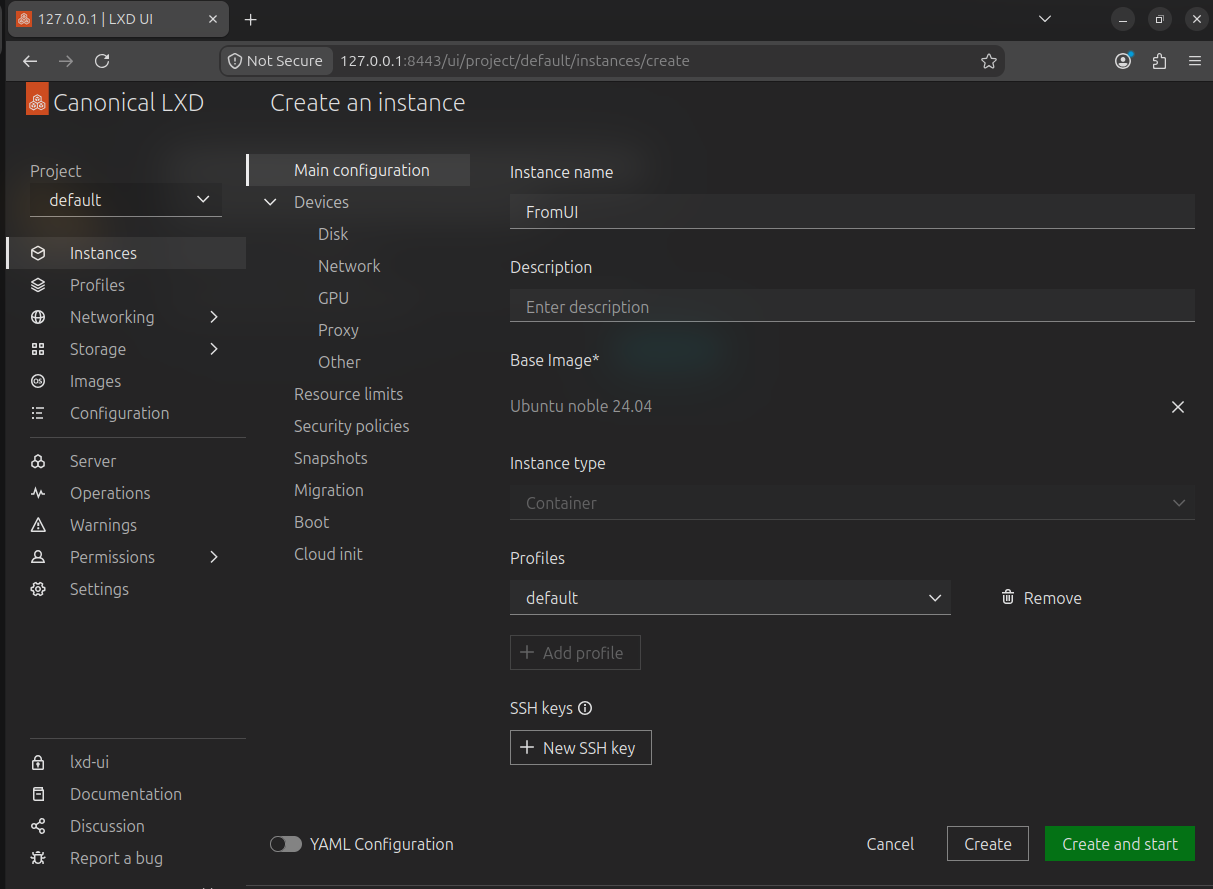 127.0.0.1 | LXD UI
Not Secure 127.0.0.1:8443/ui/project/default/instances/create
Canonical LXD
Create an instance
Project
default
Instances
Profiles
Networking
Storage
Images
Configuration
Server
Operations
Warnings
Permissions
Settings
lxd-ui
Documentation
Discussion
Report a bug
Main configuration
Devices
Disk
Network
GPU
Proxy
Other
Resource limits
Security policies
Snapshots
Migration
Boot
Cloud init
Instance name
FromUI
Description
Enter description
Base Image*
Ubuntu noble 24.04
Instance type
Container
Profiles
default
Remove
Add profile
SSH keys
New SSH key
YAML Configuration
Cancel
Create
Create and start